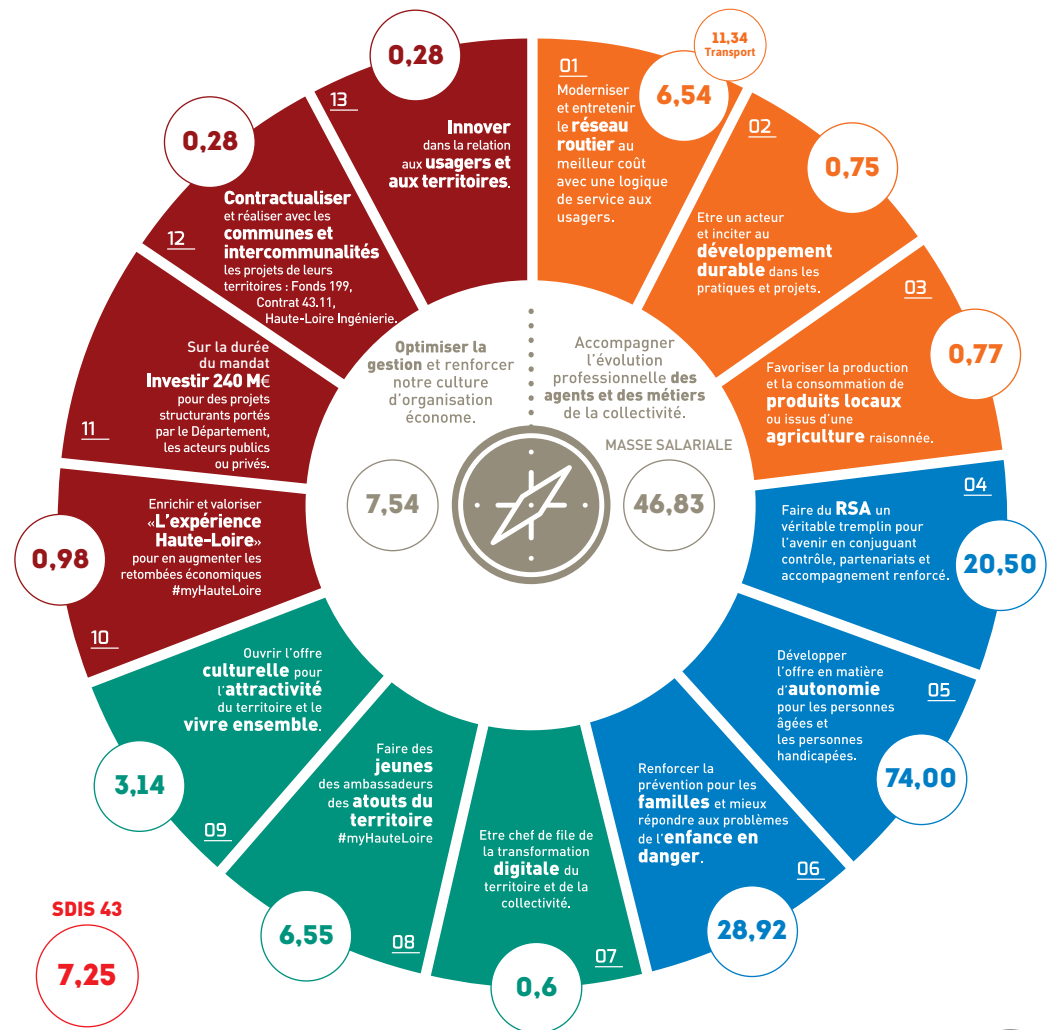 11,34
Transport
01
6,54
Moderniser
et entretenir
le réseau
routier au
meilleur coût
avec une logique
de service aux
usagers.
02
0,75
Etre un acteur
et inciter au
développement
durable dans les
pratiques et projets.
03
0,77
Favoriser la production
et la consommation de
produits locaux
ou issus d'une
agriculture raisonnée.
04
Faire du RSA un
véritable tremplin pour
l'avenir en conjuguant
contrôle, partenariats et
accompagnement renforcé.
20,50
Développer
l'offre en matière
d'autonomie
pour les personnes
âgées et
les personnes
handicapées.
05
74,00
Renforcer la
prévention pour les
familles et mieux
répondre aux problèmes
de l'enfance en
danger.
06
28,92
Etre chef de file de
la transformation
digitale du
territoire et de la
collectivité.
07
0,6
Faire des
jeunes
des ambassadeurs
des atouts du
territoire
#myHauteLoire
08
6,55
Ouvrir l'offre
culturelle pour
l'attractivité
du territoire et le
vivre ensemble.
09
3,14
Enrichir et valoriser
«L'expérience
Haute-Loire»
pour en augmenter les
retombées économiques
#myHauteLoire
10
0,98
Sur la durée
du mandat
Investir 240 M€
pour des projets
structurants portés
par le Département,
les acteurs publics
ou privés.
11
0,28
Contractualiser
et réaliser avec les
communes et
intercommunalités
les projets de leurs
territoires : Fonds 199,
Contrat 43.11,
Haute-Loire Ingénierie.
12
0,28
13
Innover
dans la relation
aux usagers et
aux territoires.
Optimiser la
gestion et renforcer
notre culture
d'organisation
économe.
7,54
Accompagner
l'évolution
professionnelle des
agents et des métiers
de la collectivité.
MASSE SALARIALE
46,83
SDIS 43
7,25